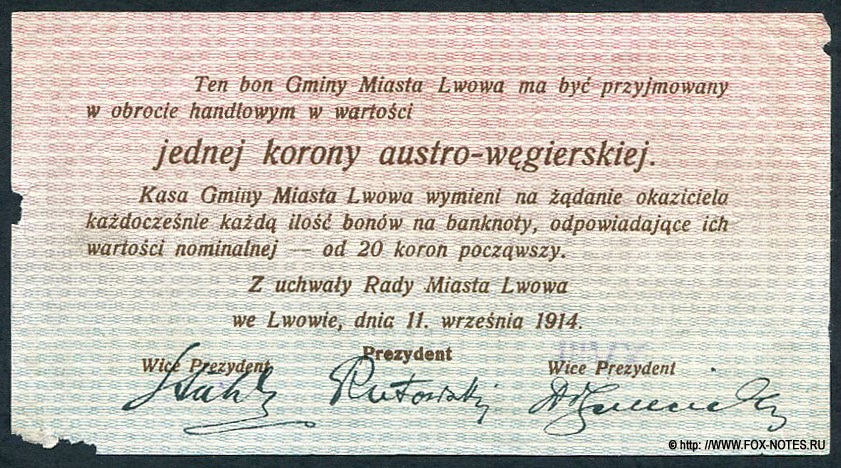 Ten bon Gminy Miasta Lwowa ma być przyjmowany
w obrocie handlowym w wartości
jednej korony austro-węgierskiej.
Kasa Gminy Miasta Lwowa wymieni na żądanie okaziciela
każdocześnie każdą ilość bonów na banknoty, odpowiadające ich
wartości nominalnej — od 20 koron począwszy.
Z uchwały Rady Miasta Lwowa
we Lwowie, dnia 11. września 1914.
Wice Prezydent Prezydent Wice Prezydent
Stahl Rutowski
© http: //WWW.FOX-NOTES.RU